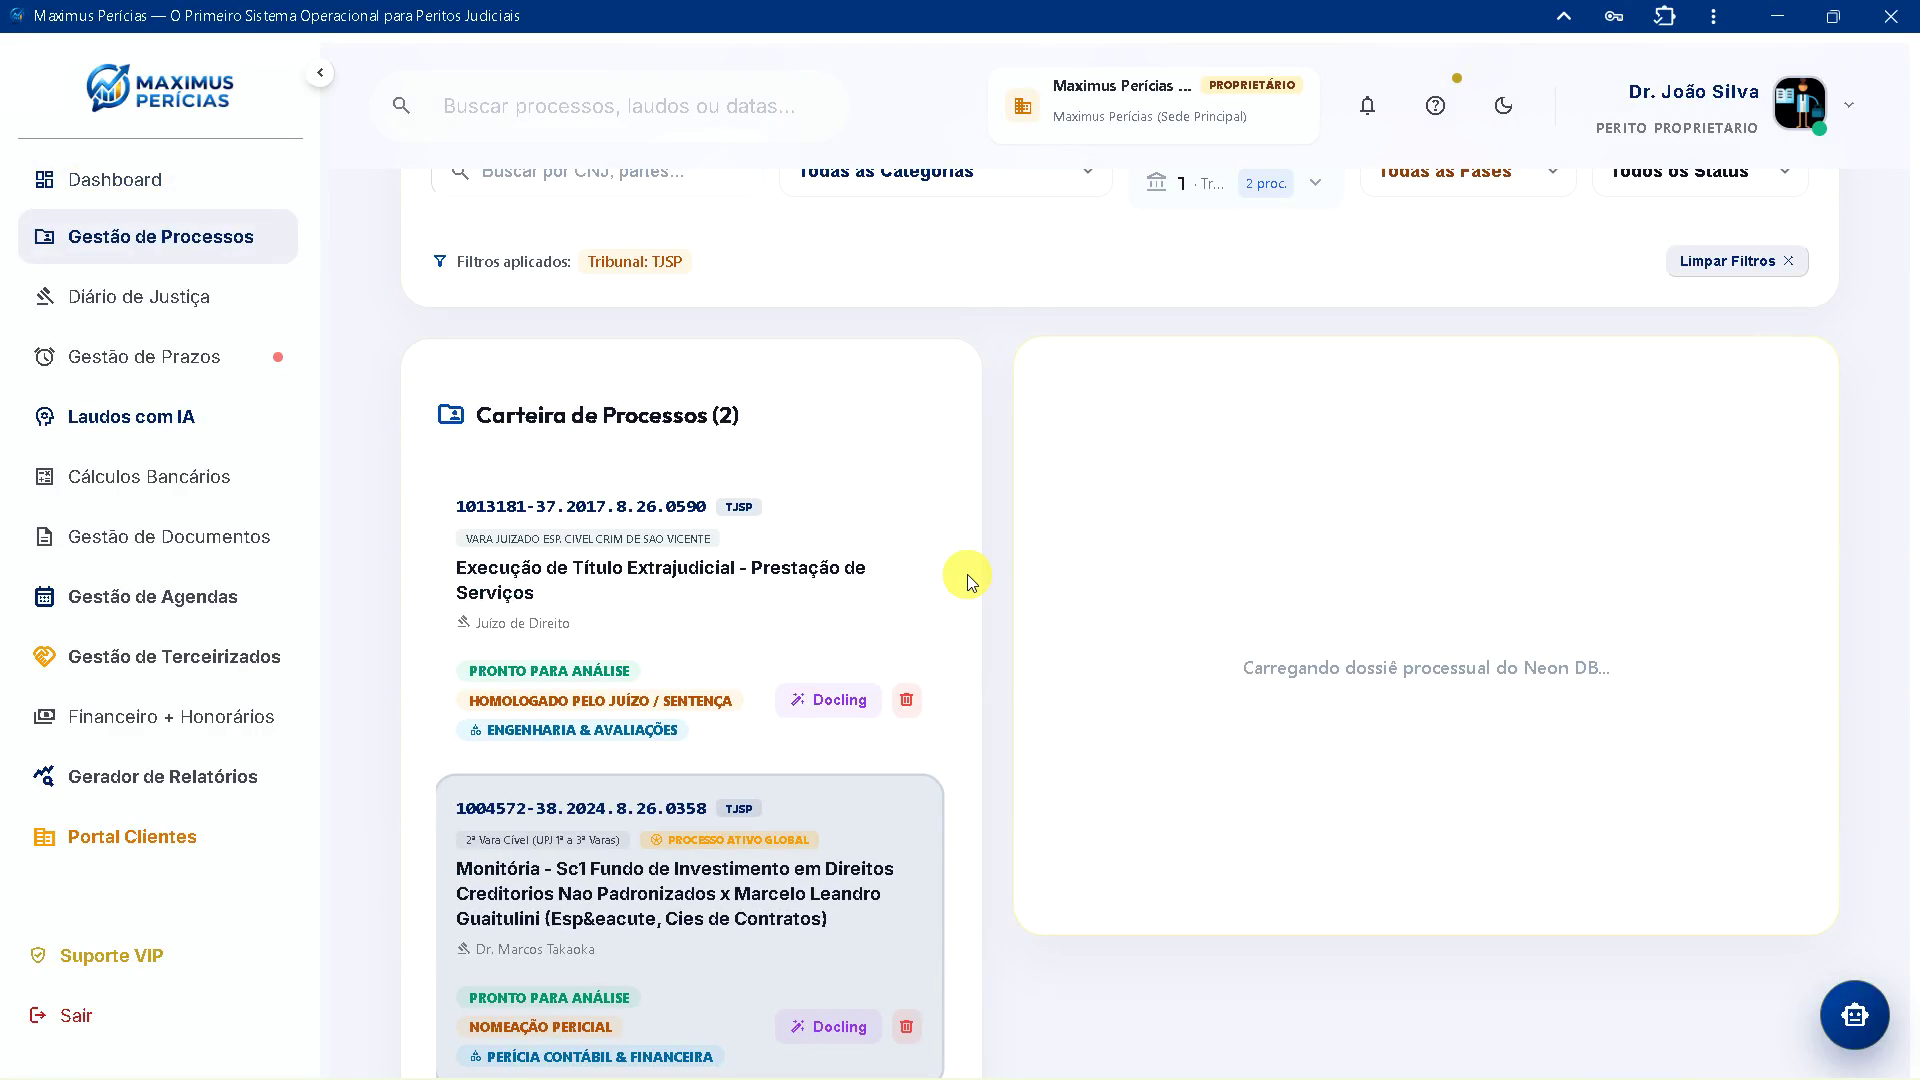 Maximus Perícias — O Primeiro Sistema Operacional para Peritos Judiciais
MAXIMUS
PERÍCIAS
Dashboard
Gestão de Processos
Diário de Justiça
Gestão de Prazos
Laudos com IA
Cálculos Bancários
Gestão de Documentos
Gestão de Agendas
Gestão de Terceirizados
Financeiro + Honorários
Gerador de Relatórios
Portal Clientes
Suporte VIP
Sair
Buscar processos, laudos ou datas...
Maximus Perícias ... PROPRIETÁRIO
Maximus Perícias (Sede Principal)
Dr. João Silva
PERITO PROPRIETARIO
Buscar por CNJ, partes...
Todas as Categorias
· Tr... 2 proc.
Todas as Fases
Todos os Status
Filtros aplicados: Tribunal: TJSP
Limpar Filtros
Carteira de Processos (2)
1013181-37.2017.8.26.0590 TJSP
VARA JUIZADO ESP. CIVEL CRIM DE SAO VICENTE
Execução de Título Extrajudicial - Prestação de
Serviços
Juízo de Direito
PRONTO PARA ANÁLISE
HOMOLOGADO PELO JUÍZO / SENTENÇA
Docling
ENGENHARIA & AVALIAÇÕES
1004572-38.2024.8.26.0358 TJSP
2ª Vara Cível (UPJ 1ª a 3ª Varas) PROCESSO ATIVO GLOBAL
Monitória - Sc1 Fundo de Investimento em Direitos
Creditorios Nao Padronizados x Marcelo Leandro
Guaitulini (Esp&eacute, Cies de Contratos)
Dr. Marcos Takaoka
PRONTO PARA ANÁLISE
NOMEAÇÃO PERICIAL
Docling
PERÍCIA CONTÁBIL & FINANCEIRA
Carregando dossiê processual do Neon DB...